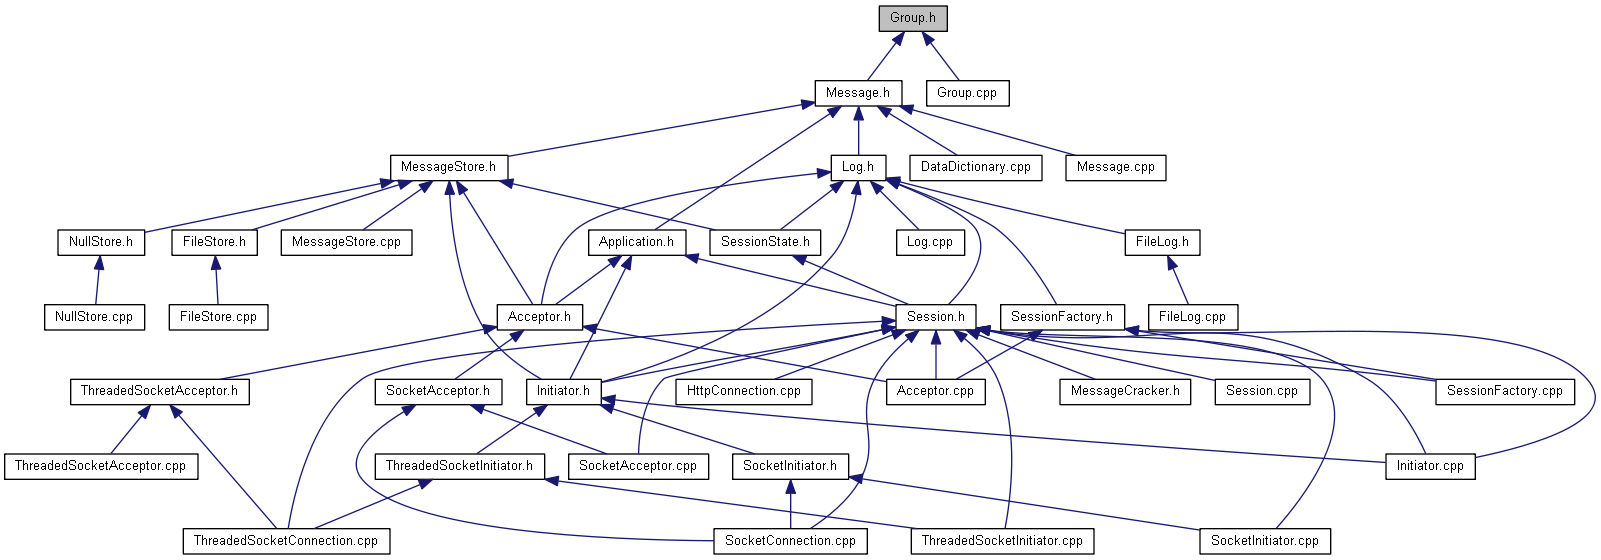 Group.h
Message.h
Group.cpp
MessageStore.h
Log.h
DataDictionary.cpp
Message.cpp
NullStore.h
FileStore.h
MessageStore.cpp
Application.h
SessionState.h
Log.cpp
FileLog.h
NullStore.cpp
FileStore.cpp
Acceptor.h
Session.h
SessionFactory.h
FileLog.cpp
ThreadedSocketAcceptor.h
SocketAcceptor.h
Initiator.h
HttpConnection.cpp
Acceptor.cpp
MessageCracker.h
Session.cpp
SessionFactory.cpp
ThreadedSocketAcceptor.cpp
ThreadedSocketInitiator.h
SocketAcceptor.cpp
SocketInitiator.h
Initiator.cpp
ThreadedSocketConnection.cpp
SocketConnection.cpp
ThreadedSocketInitiator.cpp
SocketInitiator.cpp